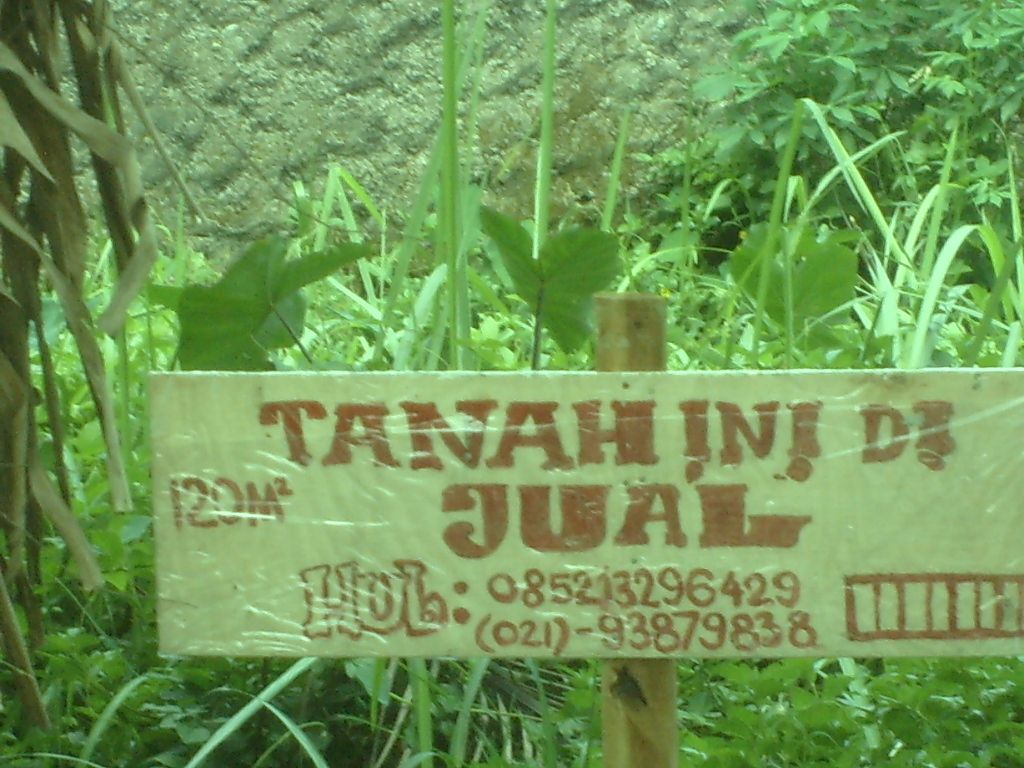 TANAH INI DI
120M²
JUAL
Hub: 085213296429
(021)-93879838